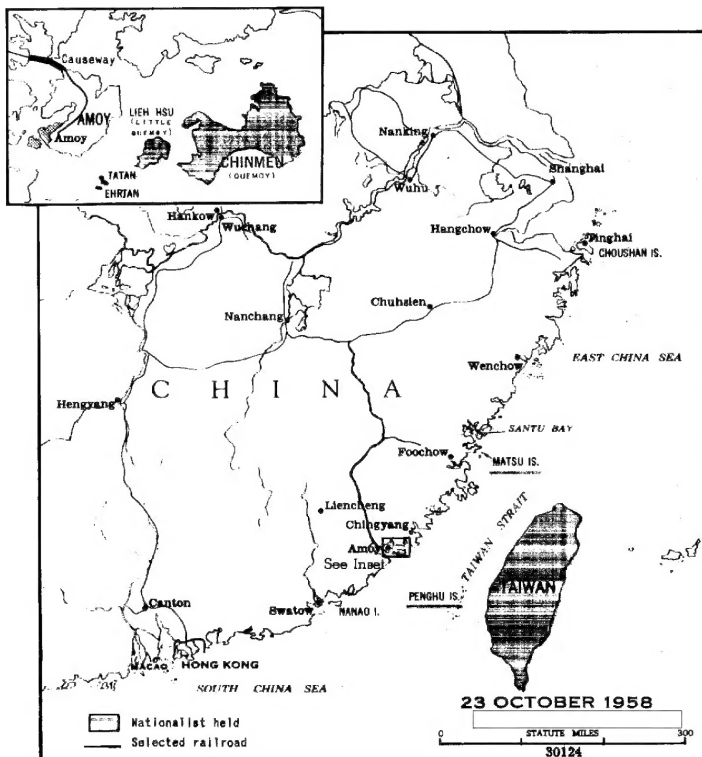 Causeway
AMOY
Amoy
LIEH HSU
(LITTLE
QUEMOY)
CHINMEN
(QUEMOY)
TATAN
EHRTAN
Nanking
Wuhu
Shanghai
Hankow
Wuchang
Hangchow
Tinghai
CHOUSHAN IS.
Nanchang
Chuhsien
EAST CHINA SEA
Wenchow
CHINA
Hengyang
SANTU BAY
Foochow
MATSU IS.
Liencheng
Chingyang
Amoy
See Inset
TAIWAN STRAIT
TAIWAN
PENGHU IS.
Canton
Swatow
NANAO I.
MACAO
HONG KONG
SOUTH CHINA SEA
23 OCTOBER 1958
Nationalist held
Selected railroad
0 STATUTE MILES 300
30124